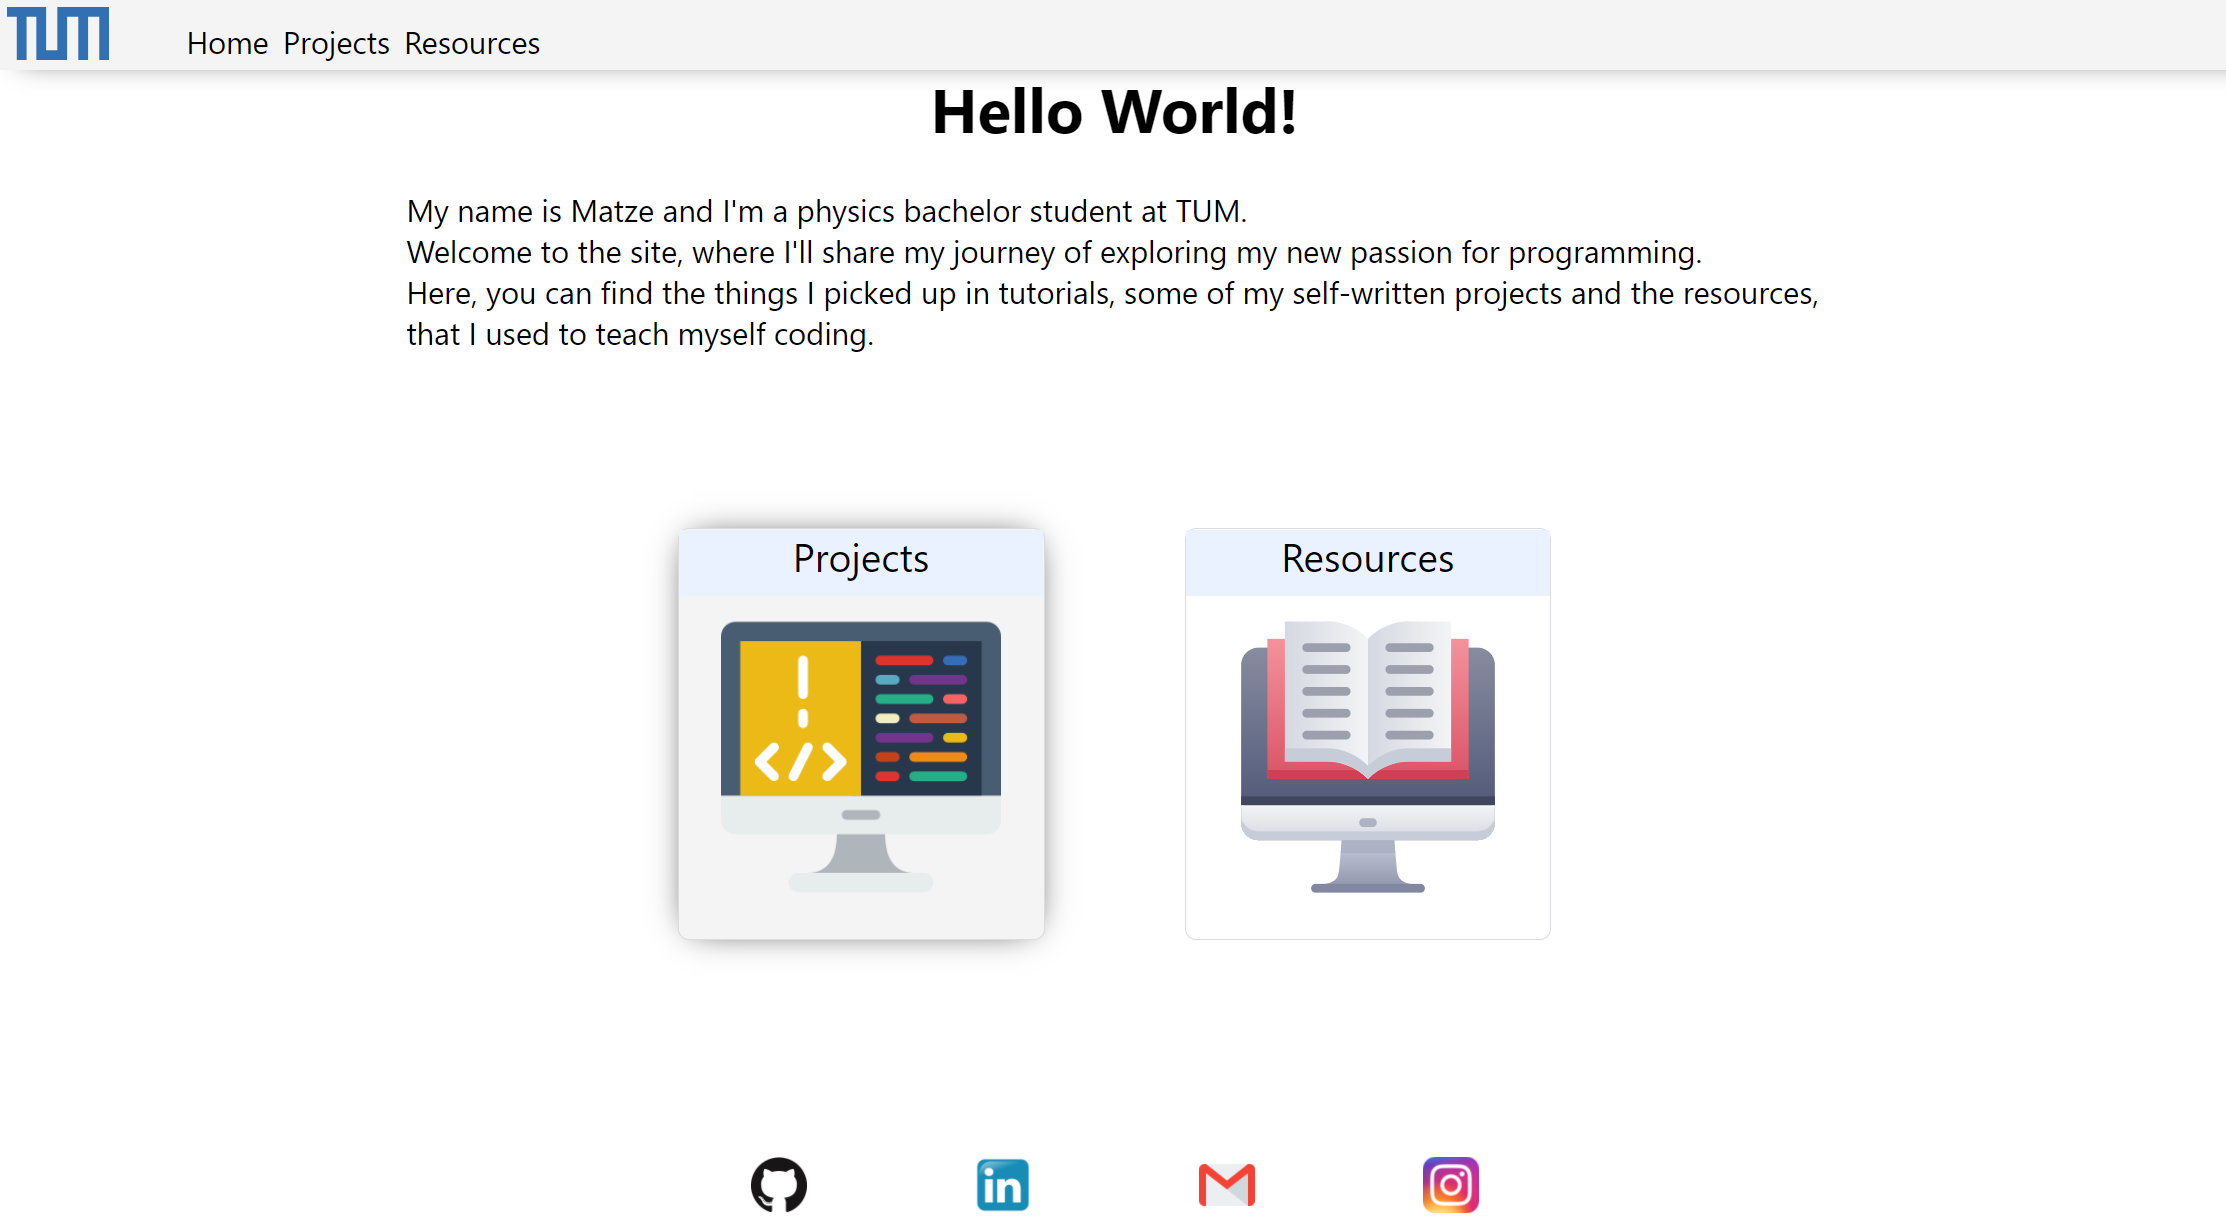 TUM
Home Projects Resources
Hello World!
My name is Matze and I'm a physics bachelor student at TUM.
Welcome to the site, where I'll share my journey of exploring my new passion for programming.
Here, you can find the things I picked up in tutorials, some of my self-written projects and the resources,
that I used to teach myself coding.
Projects
Resources
</>
in